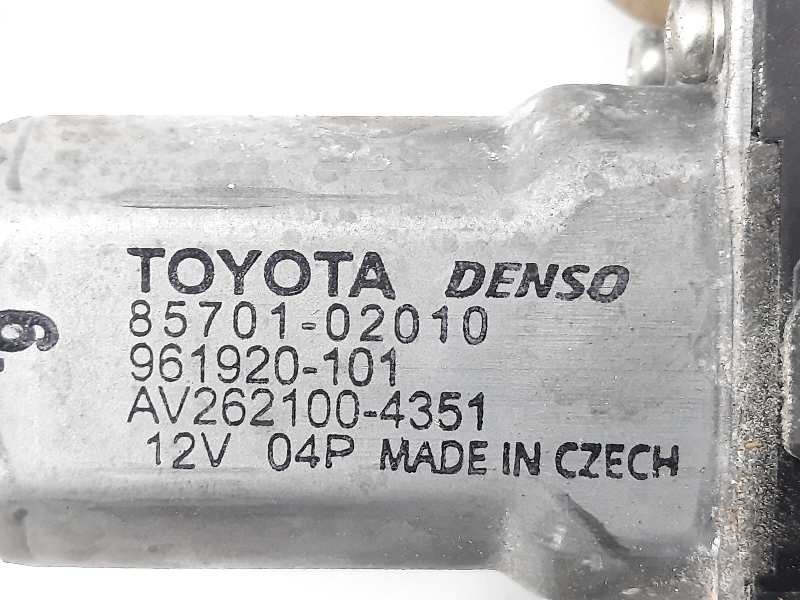 TOYOTA DENSO
85701-02010
961920-101
AV262100-4351
12V 04P MADE IN CZECH